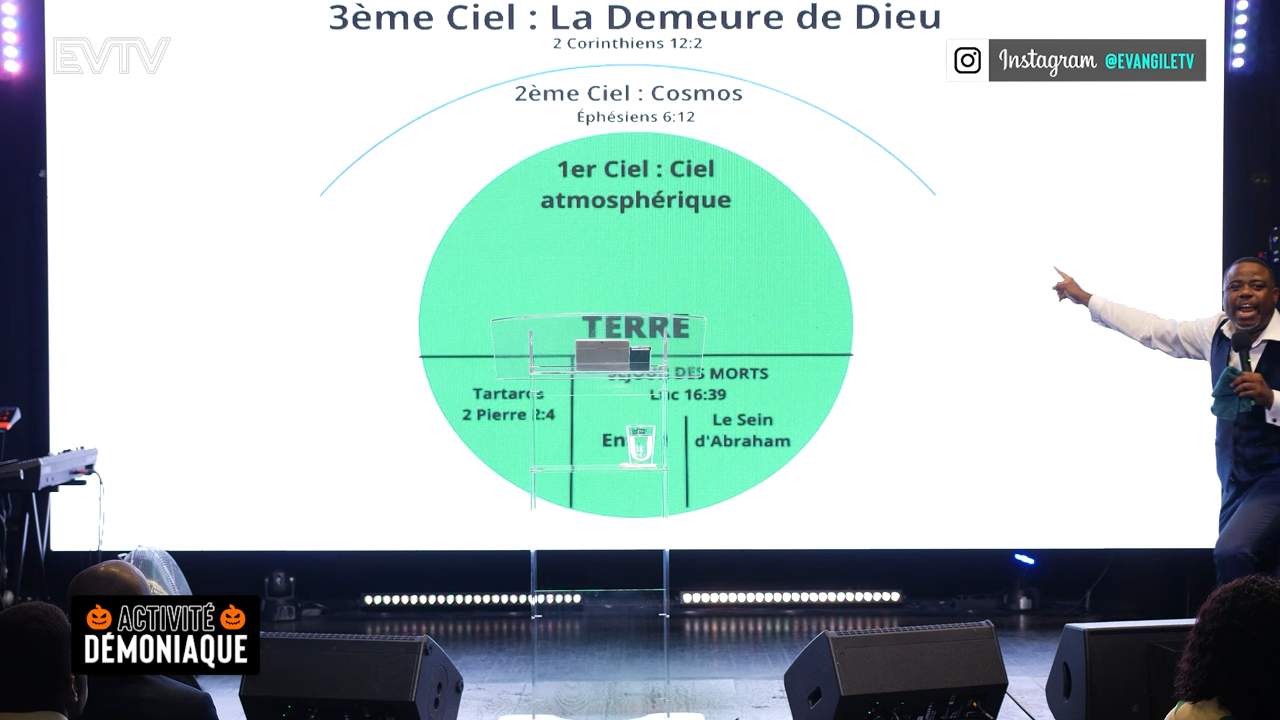 3ème Ciel : La Demeure de Dieu
2 Corinthiens 12:2
EVTV
Instagram @EVANGILETV
2ème Ciel : Cosmos
Éphésiens 6:12
1er Ciel : Ciel
atmosphérique
TERRE
SÉJOUR DES MORTS
Luc 16:39
Tartares
2 Pierre 2:4
Le Sein
d'Abraham
ACTIVITÉ
DÉMONIAQUE